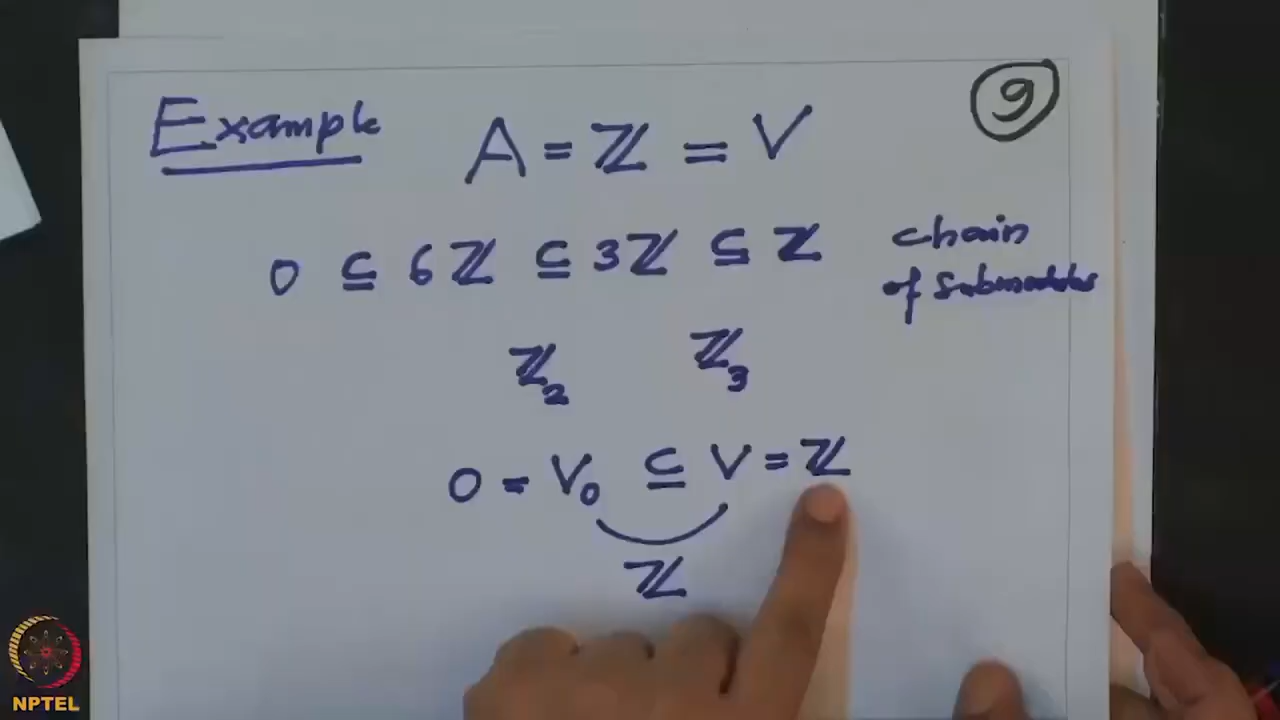 Example A = ℤ = V
9
0 ⊆ 6ℤ ⊆ 3ℤ ⊆ ℤ chain
of submodules
ℤ₂ ℤ₃
0 = V₀ ⊆ V = ℤ
ℤ
NPTEL